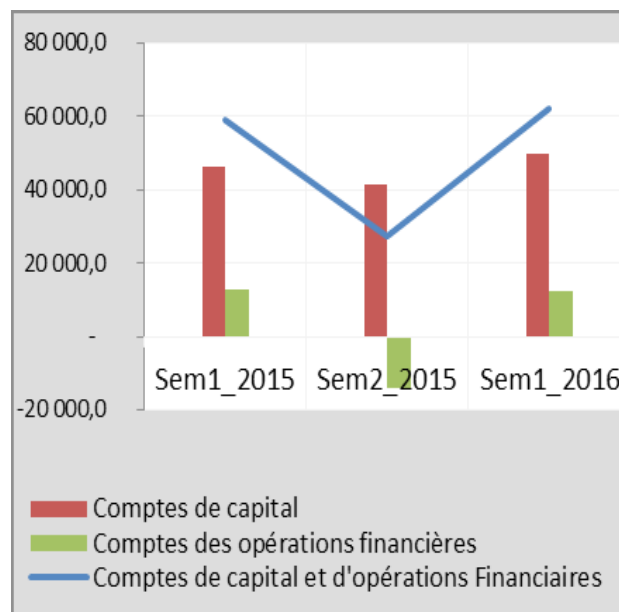 80 000,0
60 000,0
40 000,0
20 000,0
-
-20 000,0
Sem1_2015 Sem2_2015 Sem1_2016
Comptes de capital
Comptes des opérations financières
Comptes de capital et d'opérations Financiaires